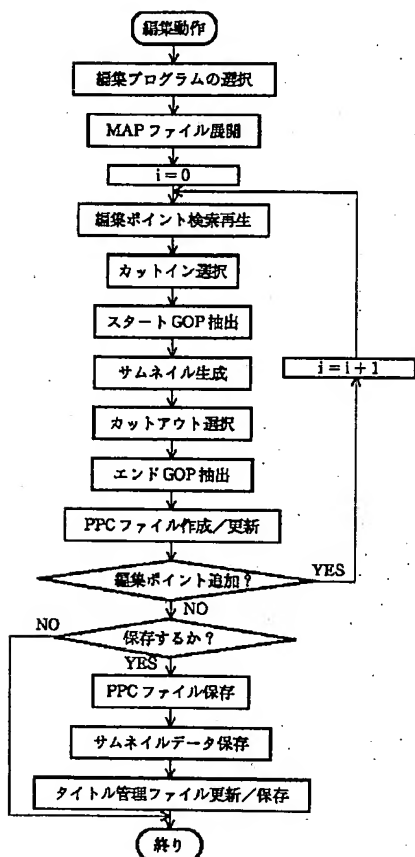 編集動作
編集プログラムの選択
MAPファイル展開
i=0
編集ポイント検索再生
カットイン選択
スタートGOP抽出
i=i+1
サムネイル生成
カットアウト選択
エンドGOP抽出
PPCファイル作成/更新
編集ポイント追加?
YES
NO
NO
保存するか?
YES
PPCファイル保存
サムネイルデータ保存
タイトル管理ファイル更新/保存
終り